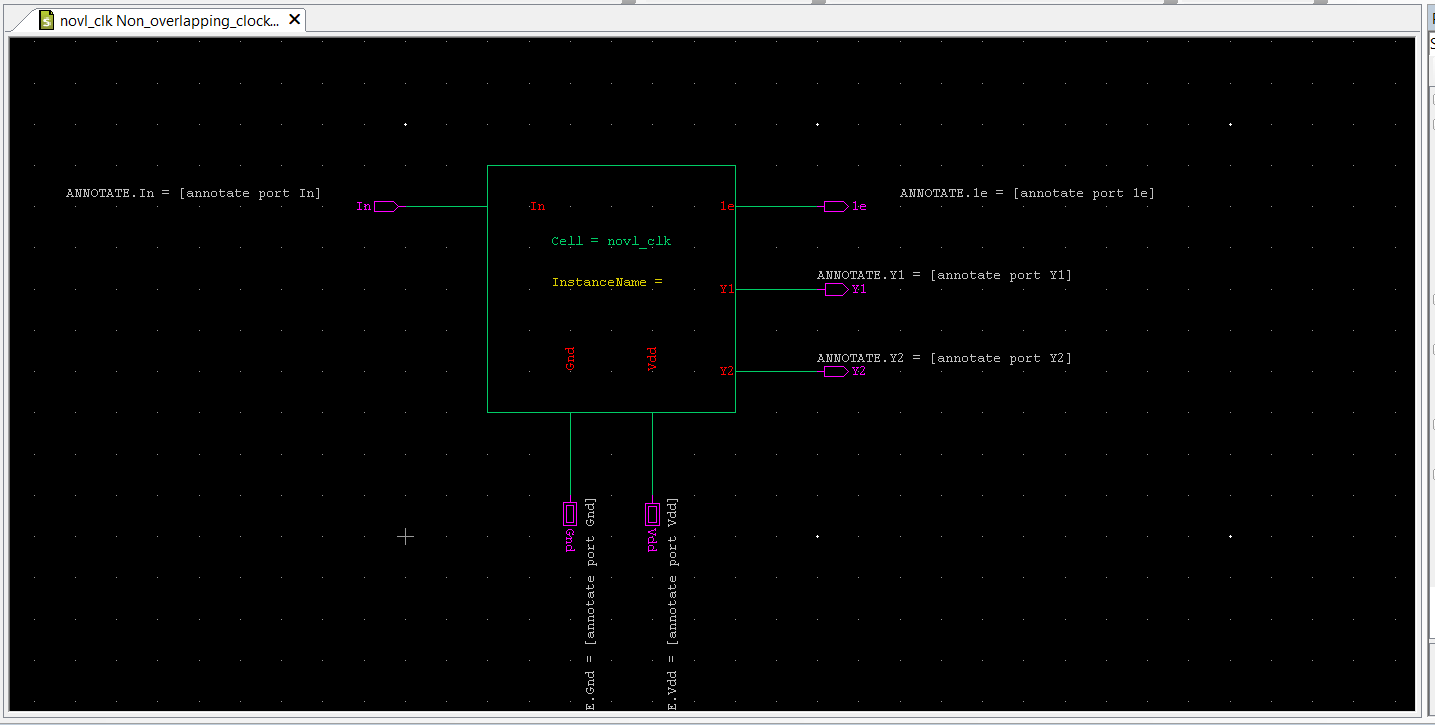 novl_clk Non_overlapping_clock...
ANNOTATE.In = [annotate port In]
In
In
1e
1e
ANNOTATE.1e = [annotate port 1e]
Cell = novl_clk
InstanceName =
ANNOTATE.Y1 = [annotate port Y1]
Y1
Y1
Gnd
Vdd
ANNOTATE.Y2 = [annotate port Y2]
Y2
Y2
Gnd
E.Gnd = [annotate port Gnd]
Vdd
E.Vdd = [annotate port Vdd]